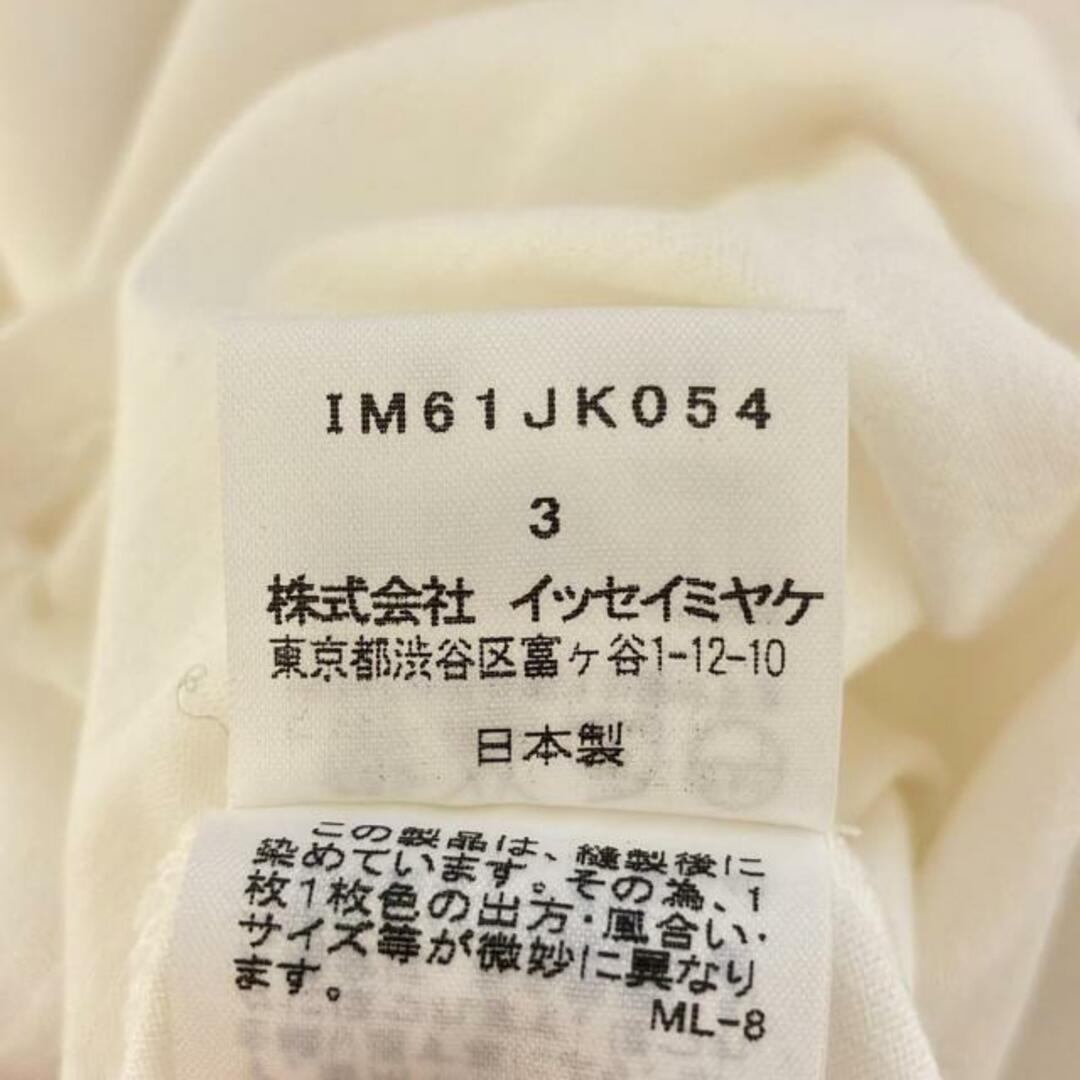 IM61JK054
3
株式会社 イッセイミヤケ
東京都渋谷区富ヶ谷1-12-10
日本製
この製品は、縫製後に
染めています。その為、1
枚1枚色の出方・風合い・
サイズ等が微妙に異なり
ます。
ML-8